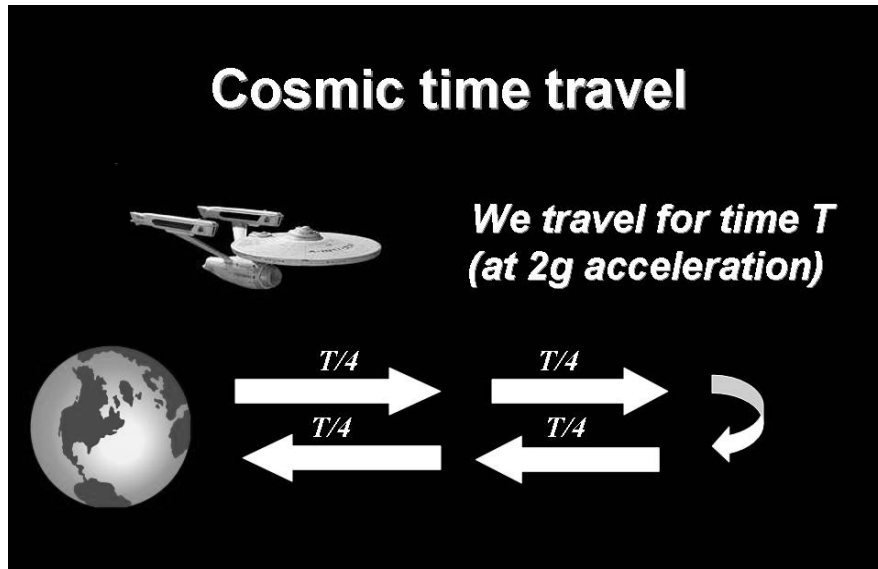 Cosmic time travel
We travel for time T
(at 2g acceleration)
T/4 T/4
T/4 T/4